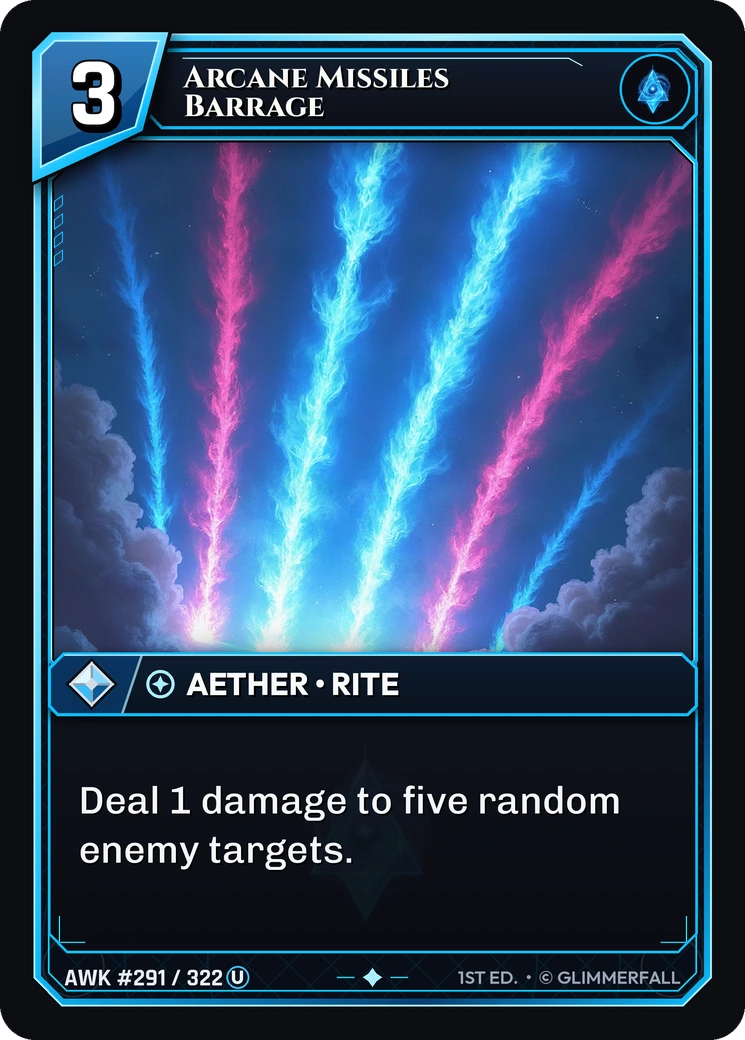 3
Arcane Missiles
Barrage
AETHER • RITE
Deal 1 damage to five random
enemy targets.
AWK #291 / 322 U
1ST ED. • © GLIMMERFALL